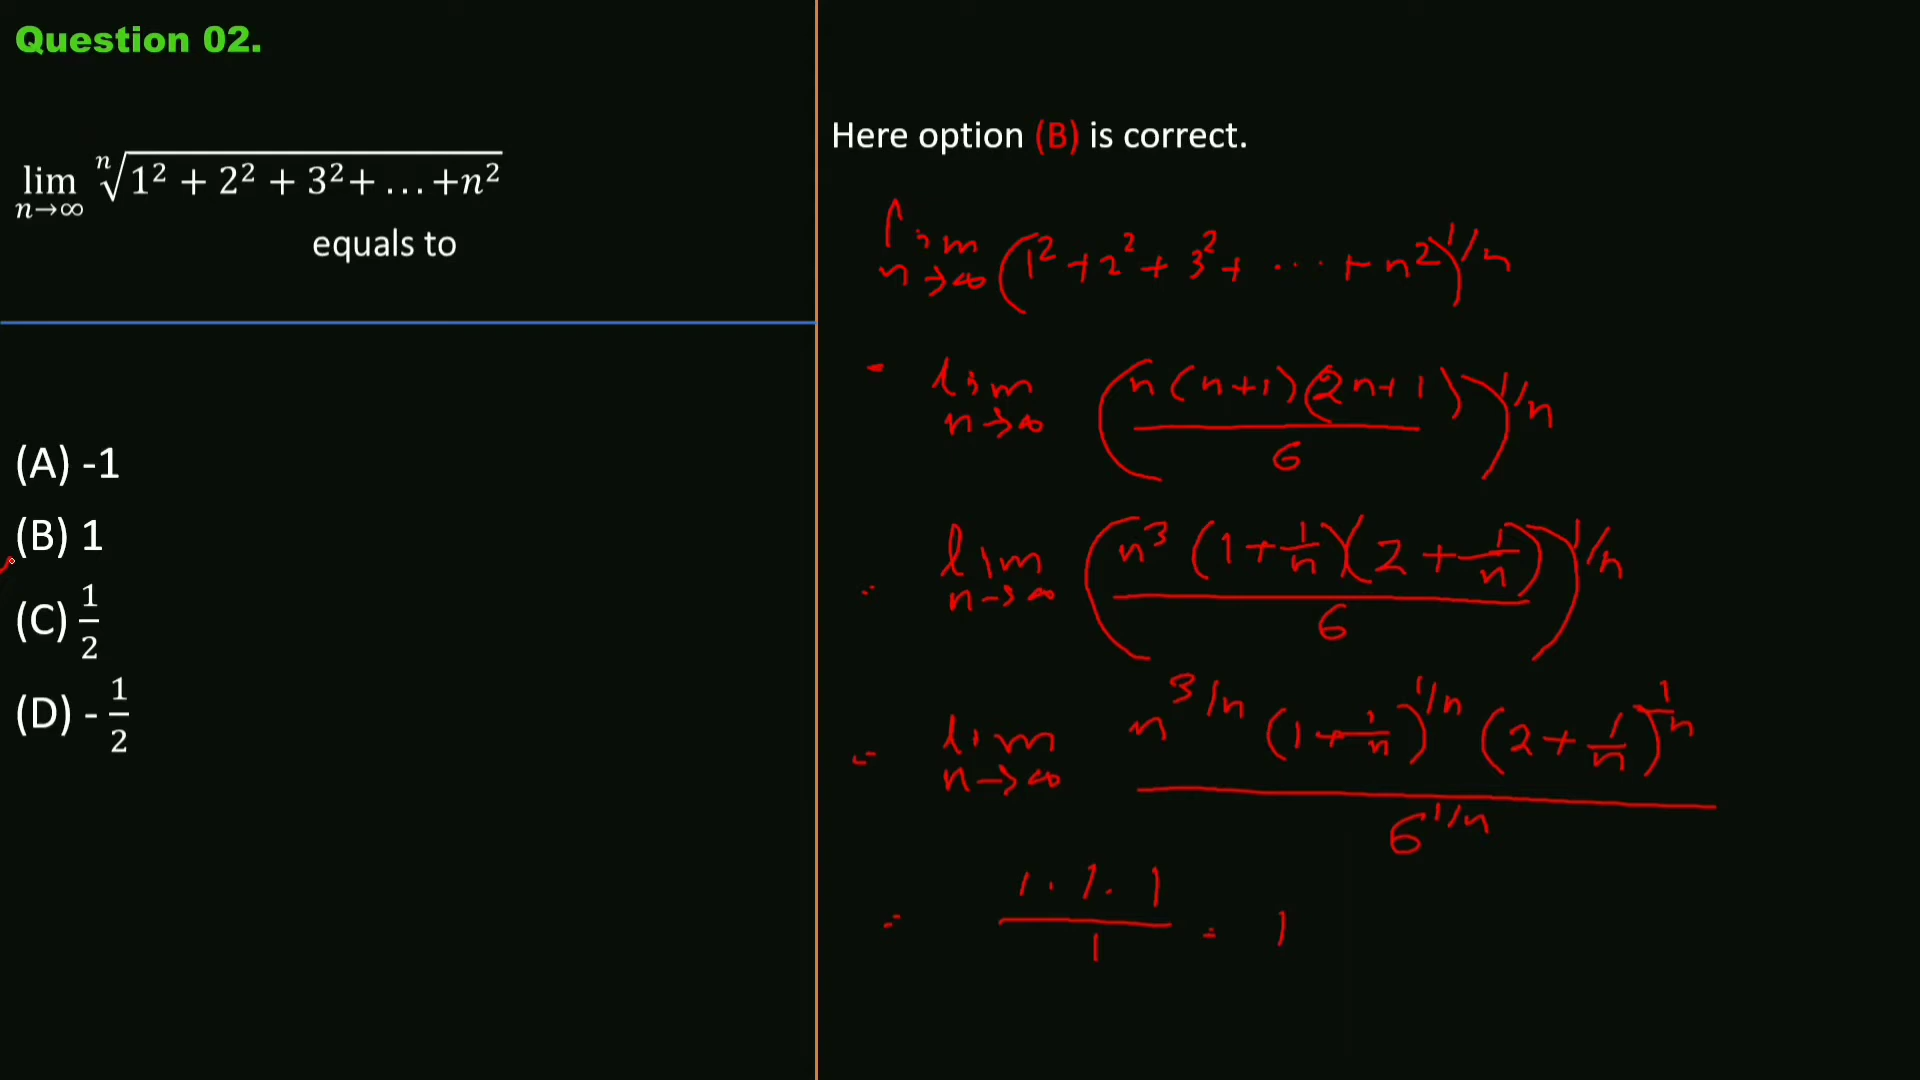 Question 02.
lim n→∞ ⁿ√(1² + 2² + 3²+ …+n²)
equals to
(A) -1
(B) 1
(C) 1/2
(D) - 1/2
Here option (B) is correct.
lim n→∞ (1² + 2² + 3² + ... + n²)^1/n
= lim n→∞ (n(n+1)(2n+1)/6)^1/n
= lim n→∞ (n³(1+1/n)(2+1/n)/6)^1/n
= lim n→∞ n^3/n (1+1/n)^1/n (2+1/n)^1/n / 6^1/n
= 1.1.1/1 = 1